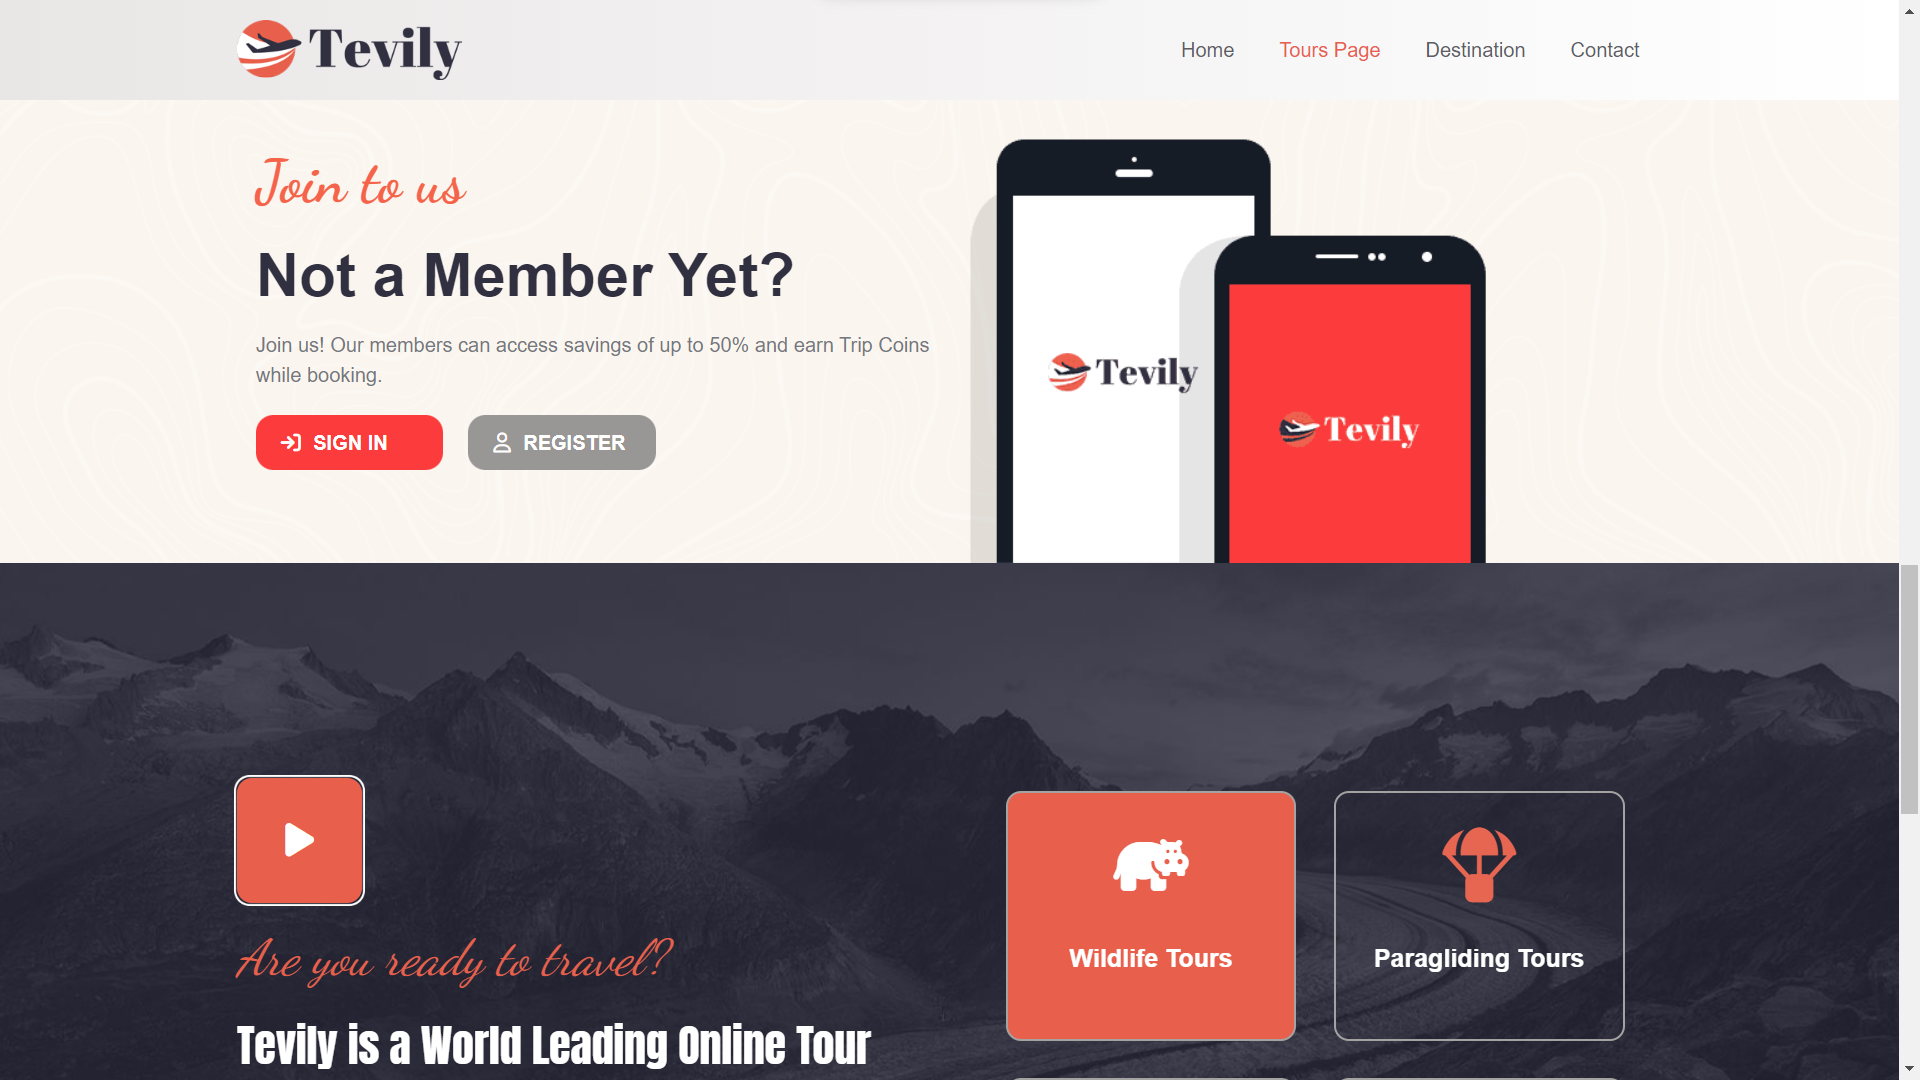 Tevily
Home
Tours Page
Destination
Contact
Join to us
Not a Member Yet?
Join us! Our members can access savings of up to 50% and earn Trip Coins
while booking.
SIGN IN
REGISTER
Tevily
Tevily
Are you ready to travel?
Tevily is a World Leading Online Tour
Wildlife Tours
Paragliding Tours